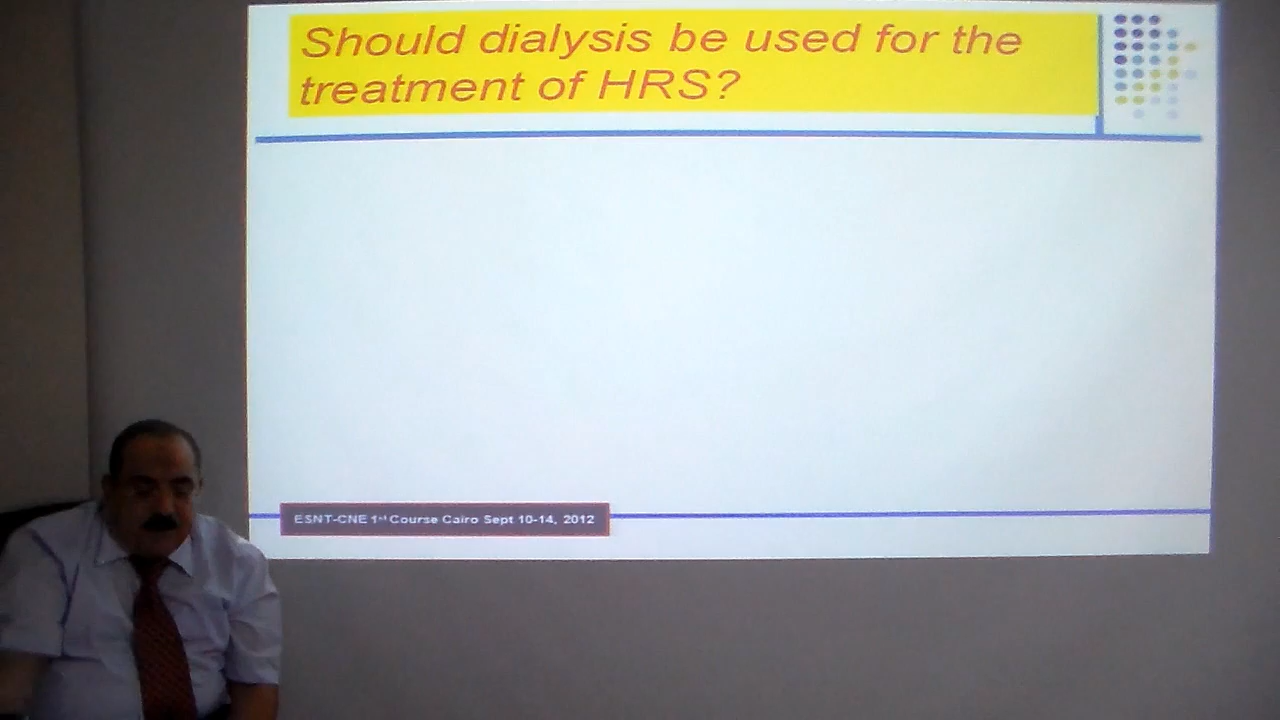 Should dialysis be used for the
treatment of HRS?
ESNT-CNE 1st Course Cairo Sept 10-14, 2012